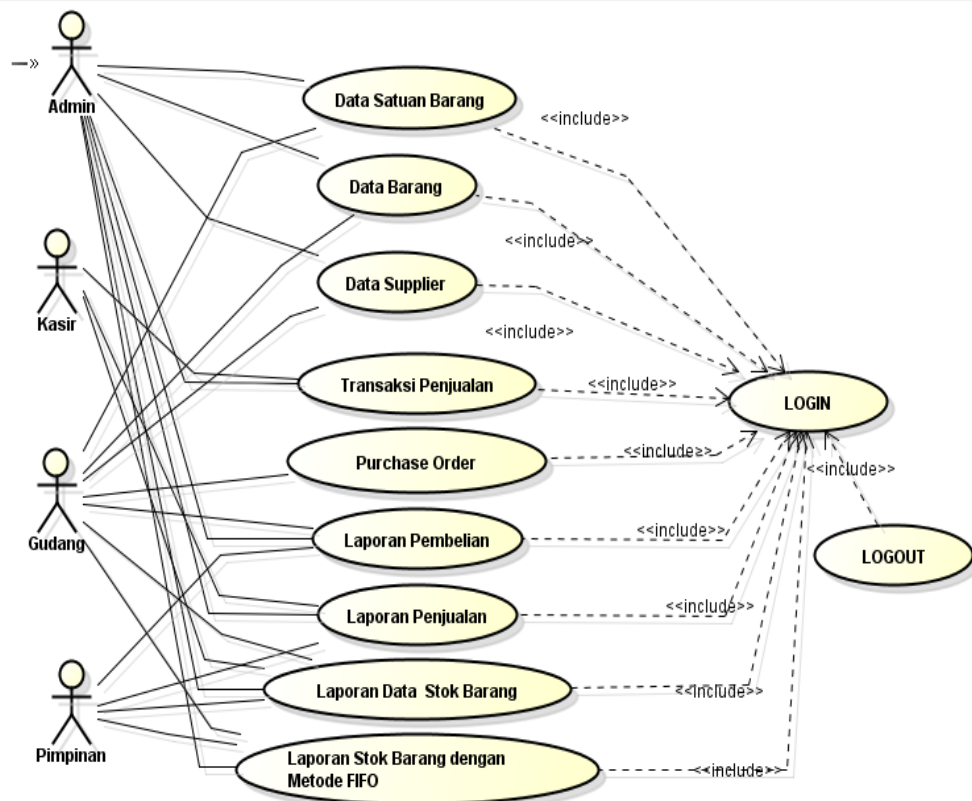 Admin
Data Satuan Barang
<<include>>
Data Barang
<<include>>
Data Supplier
Kasir
<<include>>
Transaksi Penjualan
<<include>>
LOGIN
Purchase Order
<<include>>
<<include>>
Gudang
Laporan Pembelian
<<include>>
LOGOUT
Laporan Penjualan
<<include>>
Laporan Data Stok Barang
<<include>>
Pimpinan
Laporan Stok Barang dengan
Metode FIFO
<<include>>